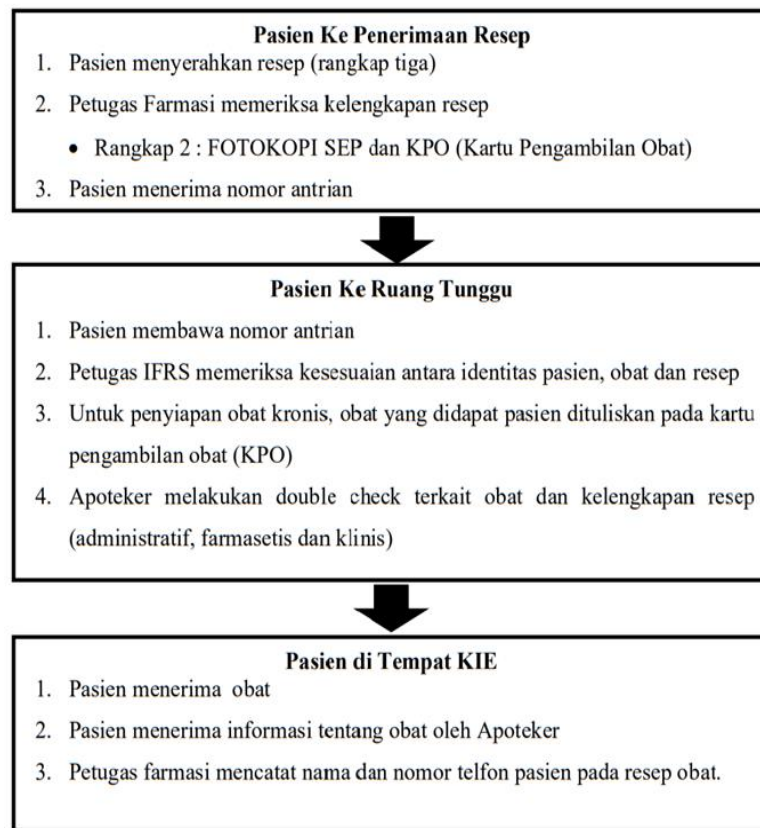 Pasien Ke Penerimaan Resep
1. Pasien menyerahkan resep (rangkap tiga)
2. Petugas Farmasi memeriksa kelengkapan resep
• Rangkap 2 : FOTOKOPI SEP dan KPO (Kartu Pengambilan Obat)
3. Pasien menerima nomor antrian
Pasien Ke Ruang Tunggu
1. Pasien membawa nomor antrian
2. Petugas IFRS memeriksa kesesuaian antara identitas pasien, obat dan resep
3. Untuk penyiapan obat kronis, obat yang didapat pasien dituliskan pada kartu
pengambilan obat (KPO)
4. Apoteker melakukan double check terkait obat dan kelengkapan resep
(administratif, farmasetis dan klinis)
Pasien di Tempat KIE
1. Pasien menerima obat
2. Pasien menerima informasi tentang obat oleh Apoteker
3. Petugas farmasi mencatat nama dan nomor telfon pasien pada resep obat.